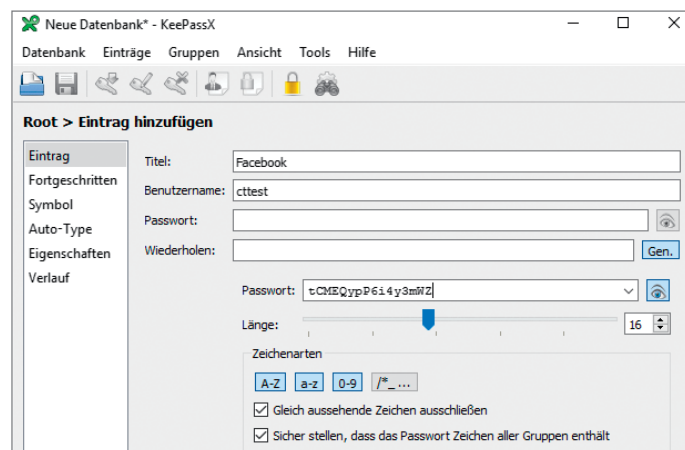 Neue Datenbank* - KeePassX
Datenbank Einträge Gruppen Ansicht Tools Hilfe
Root > Eintrag hinzufügen
Eintrag
Fortgeschritten
Symbol
Auto-Type
Eigenschaften
Verlauf
Titel: Facebook
Benutzername: cttest
Passwort:
Wiederholen: Gen.
Passwort: tCMEQypP6i4y3mWZ
Länge: 16
Zeichenarten
A-Z a-z 0-9 /*_ ...
Gleich aussehende Zeichen ausschließen
Sicher stellen, dass das Passwort Zeichen aller Gruppen enthält